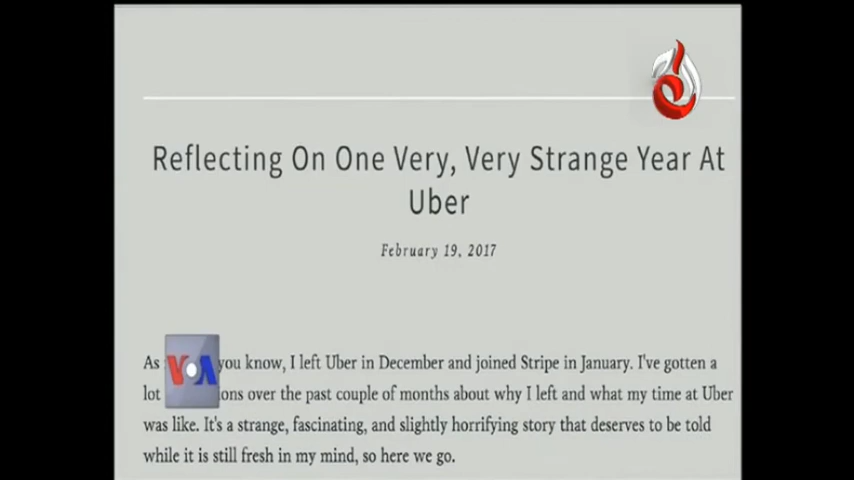 Reflecting On One Very, Very Strange Year At
Uber
February 19, 2017
As you know, I left Uber in December and joined Stripe in January. I've gotten a
lot ons over the past couple of months about why I left and what my time at Uber
was like. It's a strange, fascinating, and slightly horrifying story that deserves to be told
while it is still fresh in my mind, so here we go.
VOA